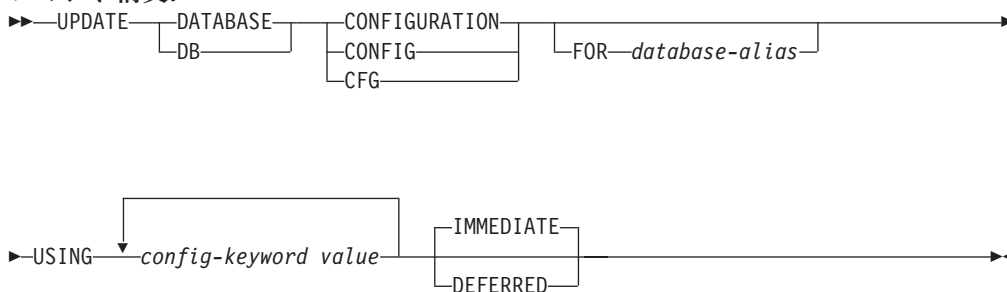 UPDATE DATABASE CONFIGURATION
DB CONFIG FOR database-alias
CFG
USING config-keyword value IMMEDIATE
DEFERRED